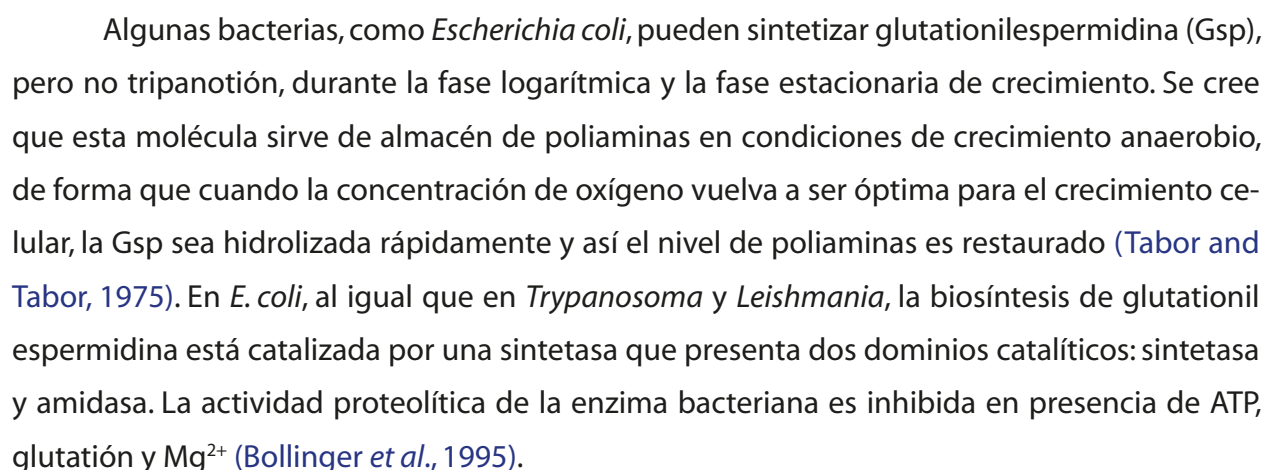 Algunas bacterias, como Escherichia coli, pueden sintetizar glutationilespermidina (Gsp),
pero no tripanotión, durante la fase logarítmica y la fase estacionaria de crecimiento. Se cree
que esta molécula sirve de almacén de poliaminas en condiciones de crecimiento anaerobio,
de forma que cuando la concentración de oxígeno vuelva a ser óptima para el crecimiento ce-
lular, la Gsp sea hidrolizada rápidamente y así el nivel de poliaminas es restaurado (Tabor and
Tabor, 1975). En E. coli, al igual que en Trypanosoma y Leishmania, la biosíntesis de glutationil
espermidina está catalizada por una sintetasa que presenta dos dominios catalíticos: sintetasa
y amidasa. La actividad proteolítica de la enzima bacteriana es inhibida en presencia de ATP,
glutatión y Mg²⁺ (Bollinger et al., 1995).